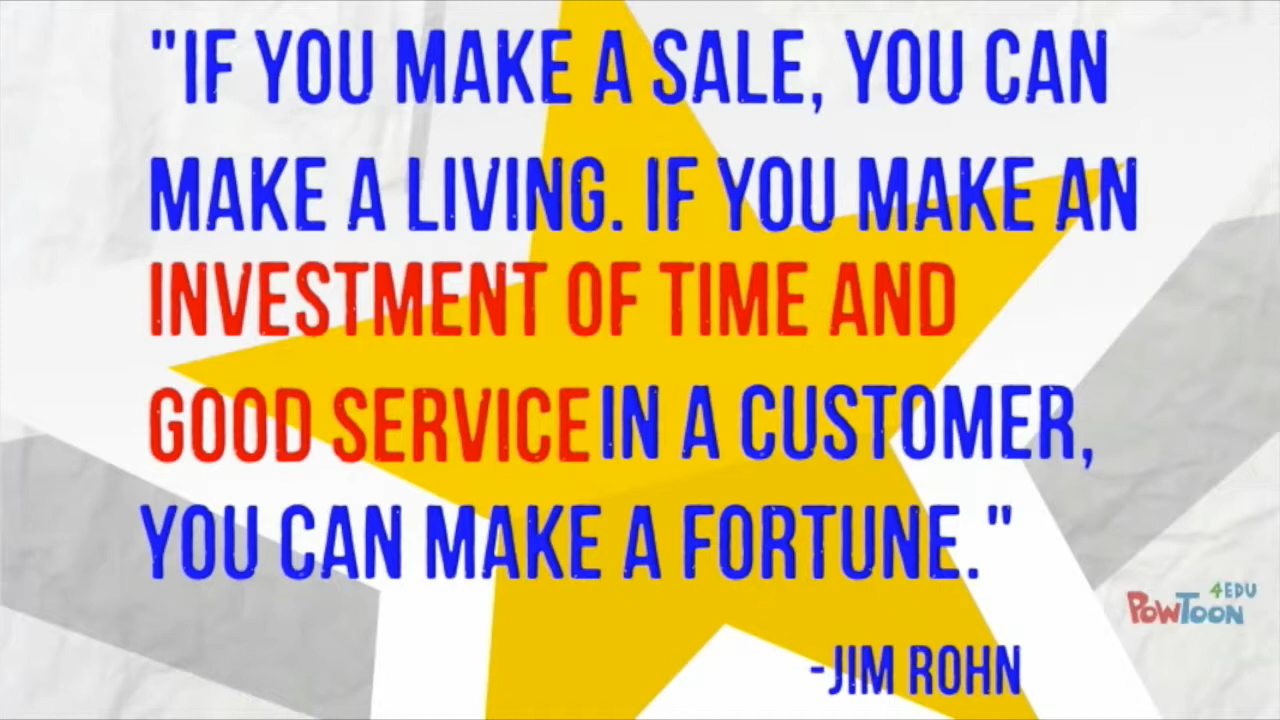 "IF YOU MAKE A SALE, YOU CAN
MAKE A LIVING. IF YOU MAKE AN
INVESTMENT OF TIME AND
GOOD SERVICE IN A CUSTOMER,
YOU CAN MAKE A FORTUNE."
4EDU
POWTOON
-JIM ROHN